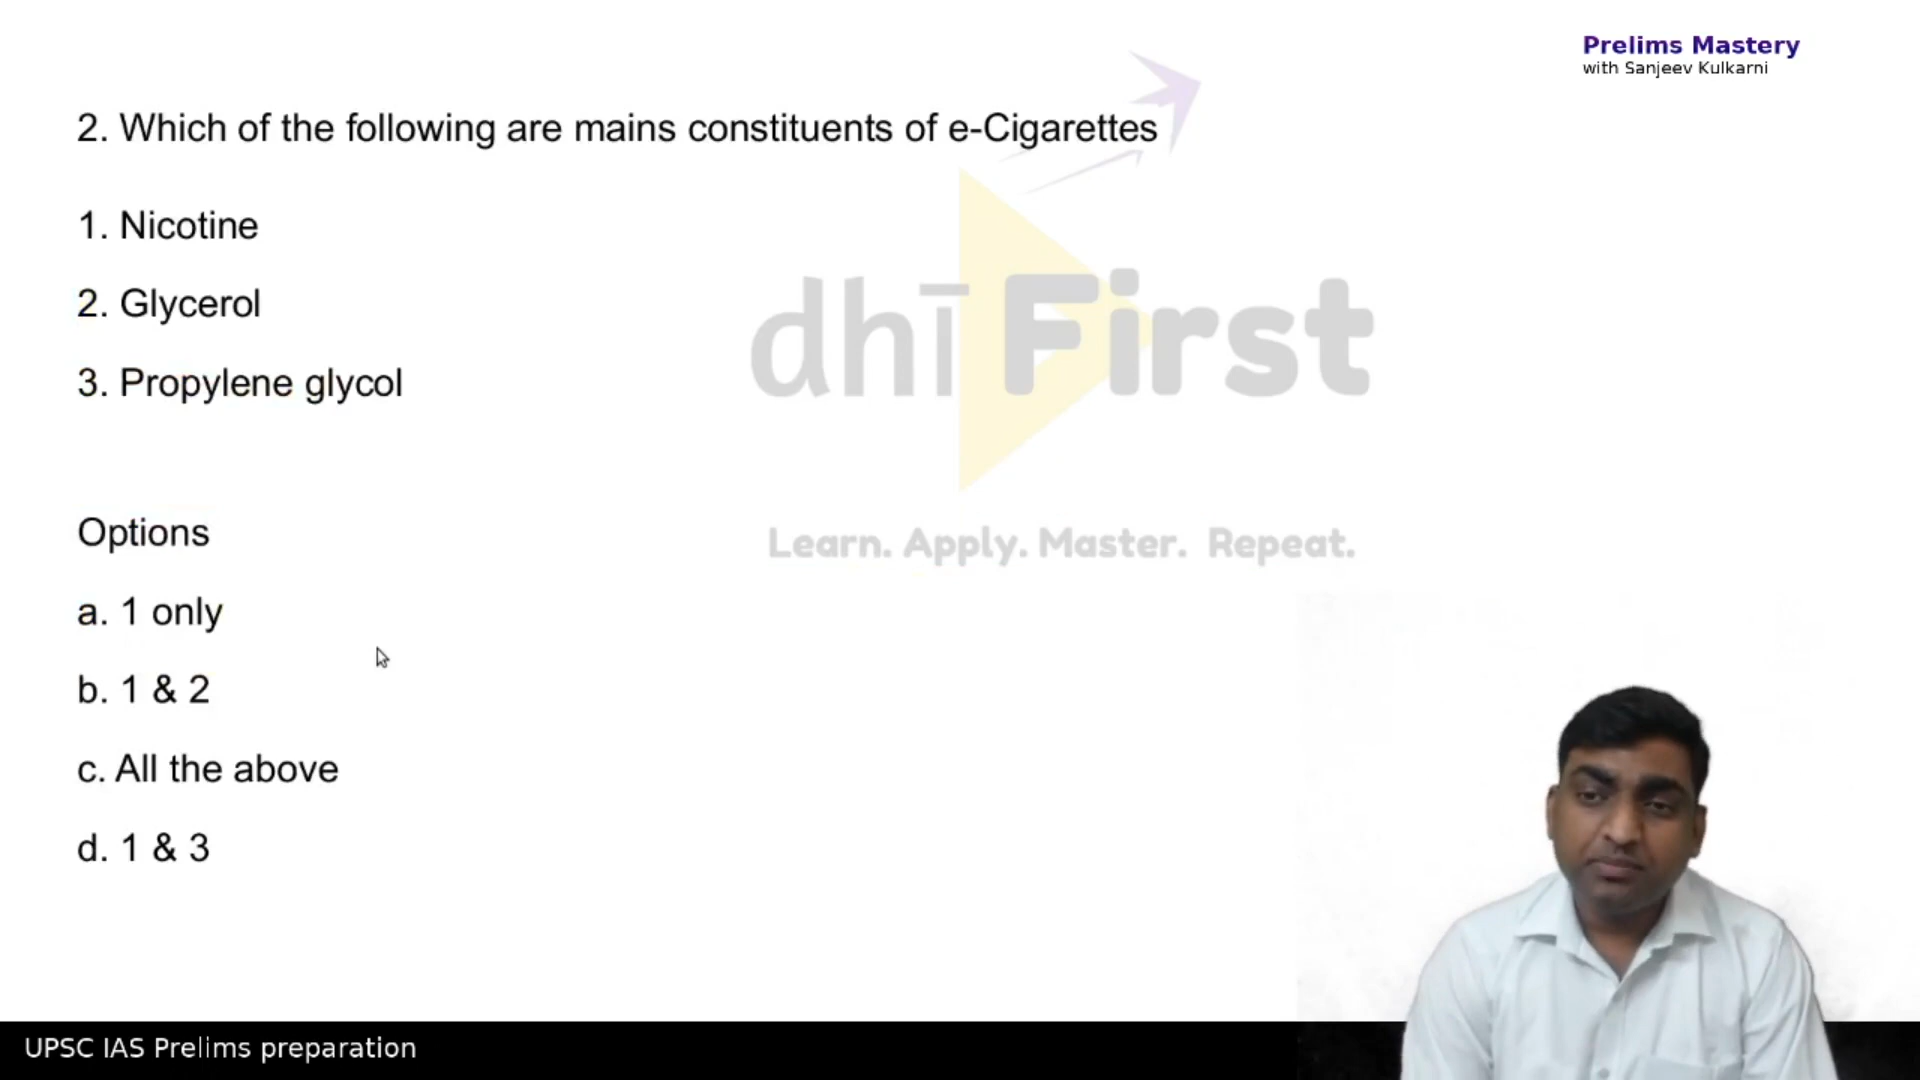 Prelims Mastery
with Sanjeev Kulkarni
2. Which of the following are mains constituents of e-Cigarettes
1. Nicotine
2. Glycerol
3. Propylene glycol
dhī First
Learn. Apply. Master. Repeat.
Options
a. 1 only
b. 1 & 2
c. All the above
d. 1 & 3
UPSC IAS Prelims preparation